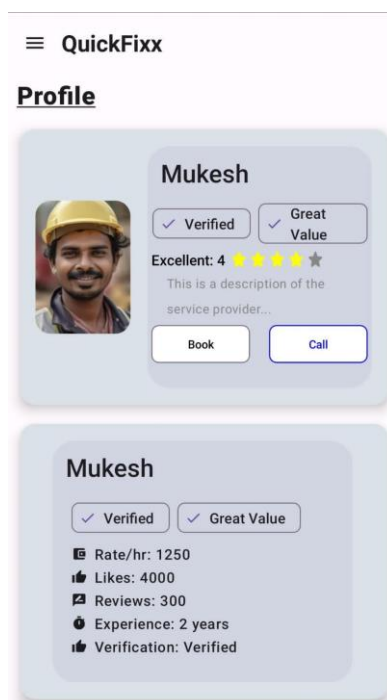 QuickFixx
Profile
Mukesh
Verified
Great
Value
Excellent: 4
This is a description of the
service provider...
Book
Call
Mukesh
Verified
Great Value
Rate/hr: 1250
Likes: 4000
Reviews: 300
Experience: 2 years
Verification: Verified